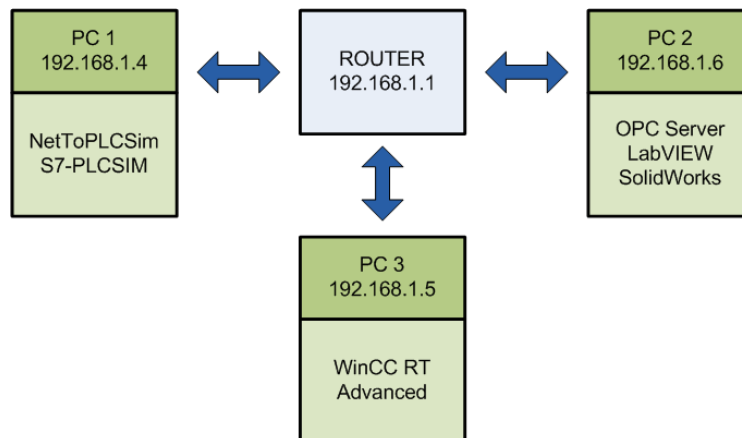 PC 1
192.168.1.4
NetToPLCSim
S7-PLCSIM
ROUTER
192.168.1.1
PC 2
192.168.1.6
OPC Server
LabVIEW
SolidWorks
PC 3
192.168.1.5
WinCC RT
Advanced